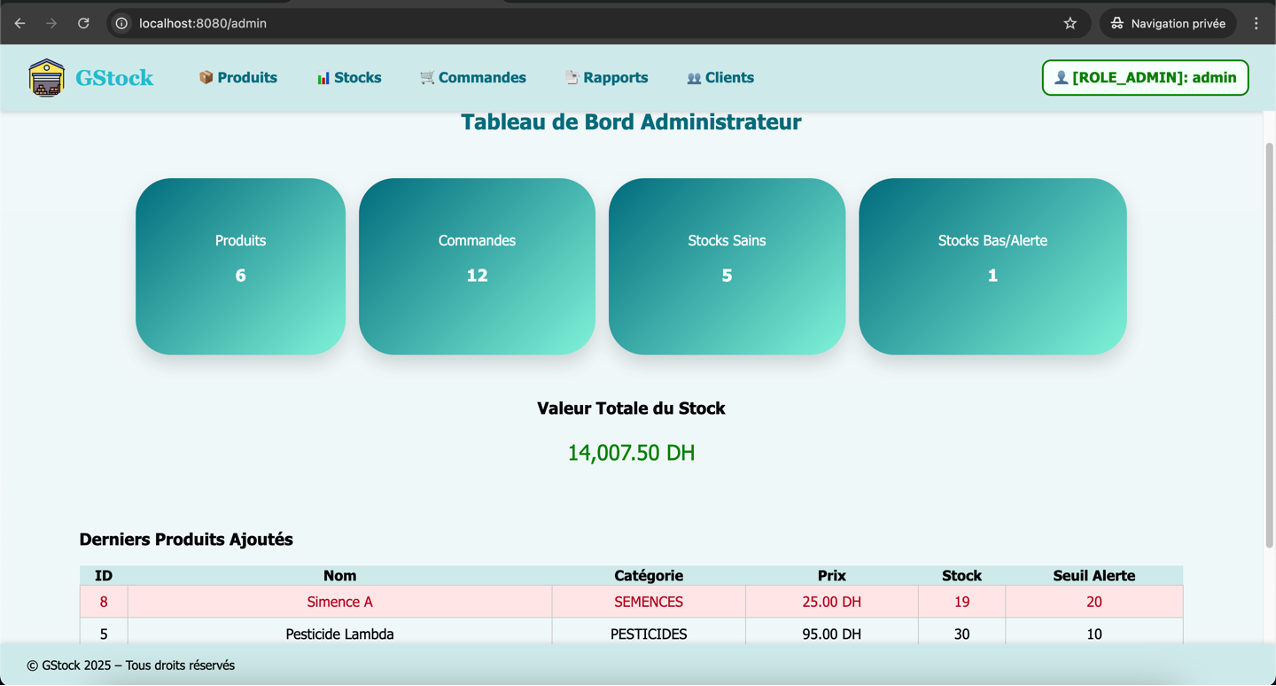 localhost:8080/admin
Navigation privée
GStock
Produits
Stocks
Commandes
Rapports
Clients
[ROLE_ADMIN]: admin
Tableau de Bord Administrateur
Produits
6
Commandes
12
Stocks Sains
5
Stocks Bas/Alerte
1
Valeur Totale du Stock
14,007.50 DH
Derniers Produits Ajoutés
ID Nom Catégorie Prix Stock Seuil Alerte
8 Simence A SEMENCES 25.00 DH 19 20
5 Pesticide Lambda PESTICIDES 95.00 DH 30 10
© GStock 2025 – Tous droits réservés